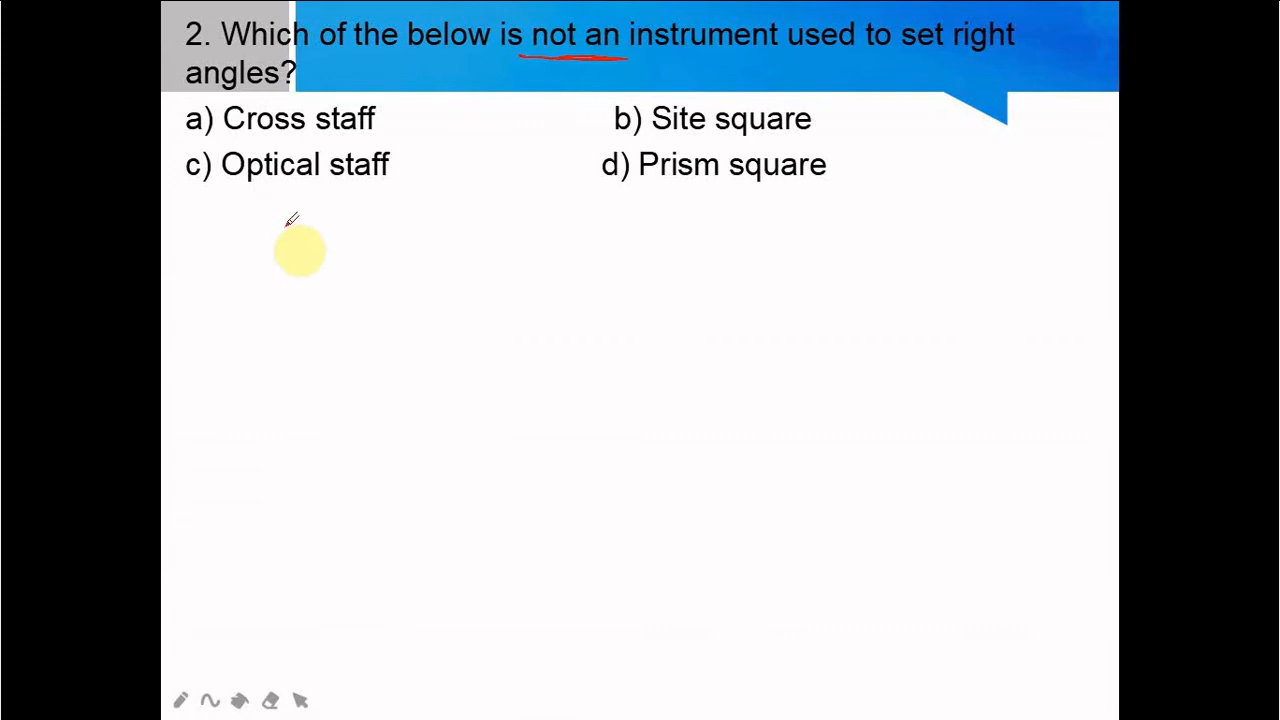 2. Which of the below is not an instrument used to set right
angles?
a) Cross staff b) Site square
c) Optical staff d) Prism square